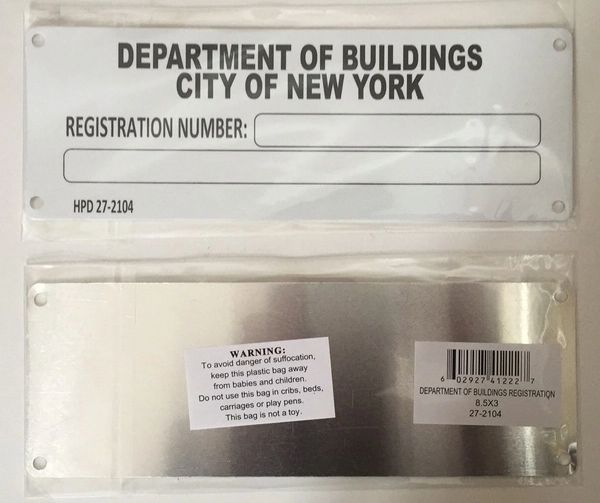 DEPARTMENT OF BUILDINGS
CITY OF NEW YORK
REGISTRATION NUMBER:
HPD 27-2104
WARNING:
To avoid danger of suffocation,
keep this plastic bag away
from babies and children.
Do not use this bag in cribs, beds,
carriages or play pens.
This bag is not a toy.
6 02927 41222 7
DEPARTMENT OF BUILDINGS REGISTRATION
8.5X3
27-2104